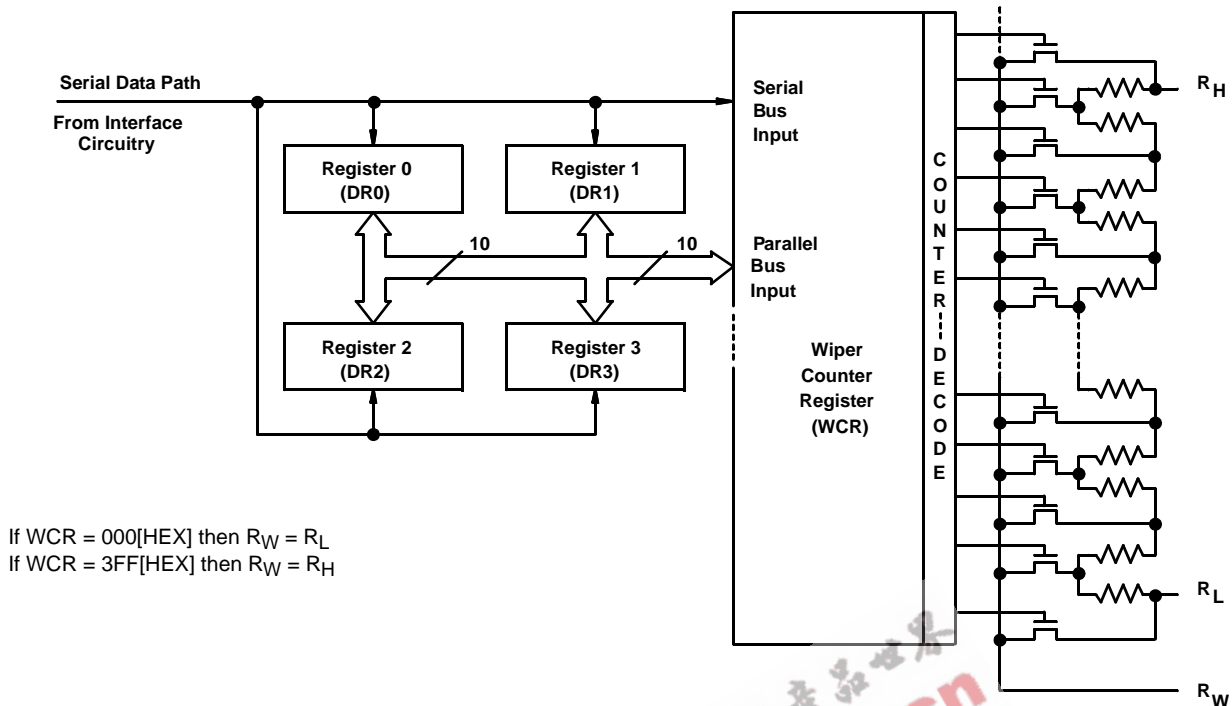 Serial Data Path
From Interface
Circuitry
Register 0
(DR0)
Register 1
(DR1)
10
10
Register 2
(DR2)
Register 3
(DR3)
Serial
Bus
Input
Parallel
Bus
Input
Wiper
Counter
Register
(WCR)
COUNTER
DECODE
RH
RL
RW
If WCR = 000[HEX] then RW = RL
If WCR = 3FF[HEX] then RW = RH